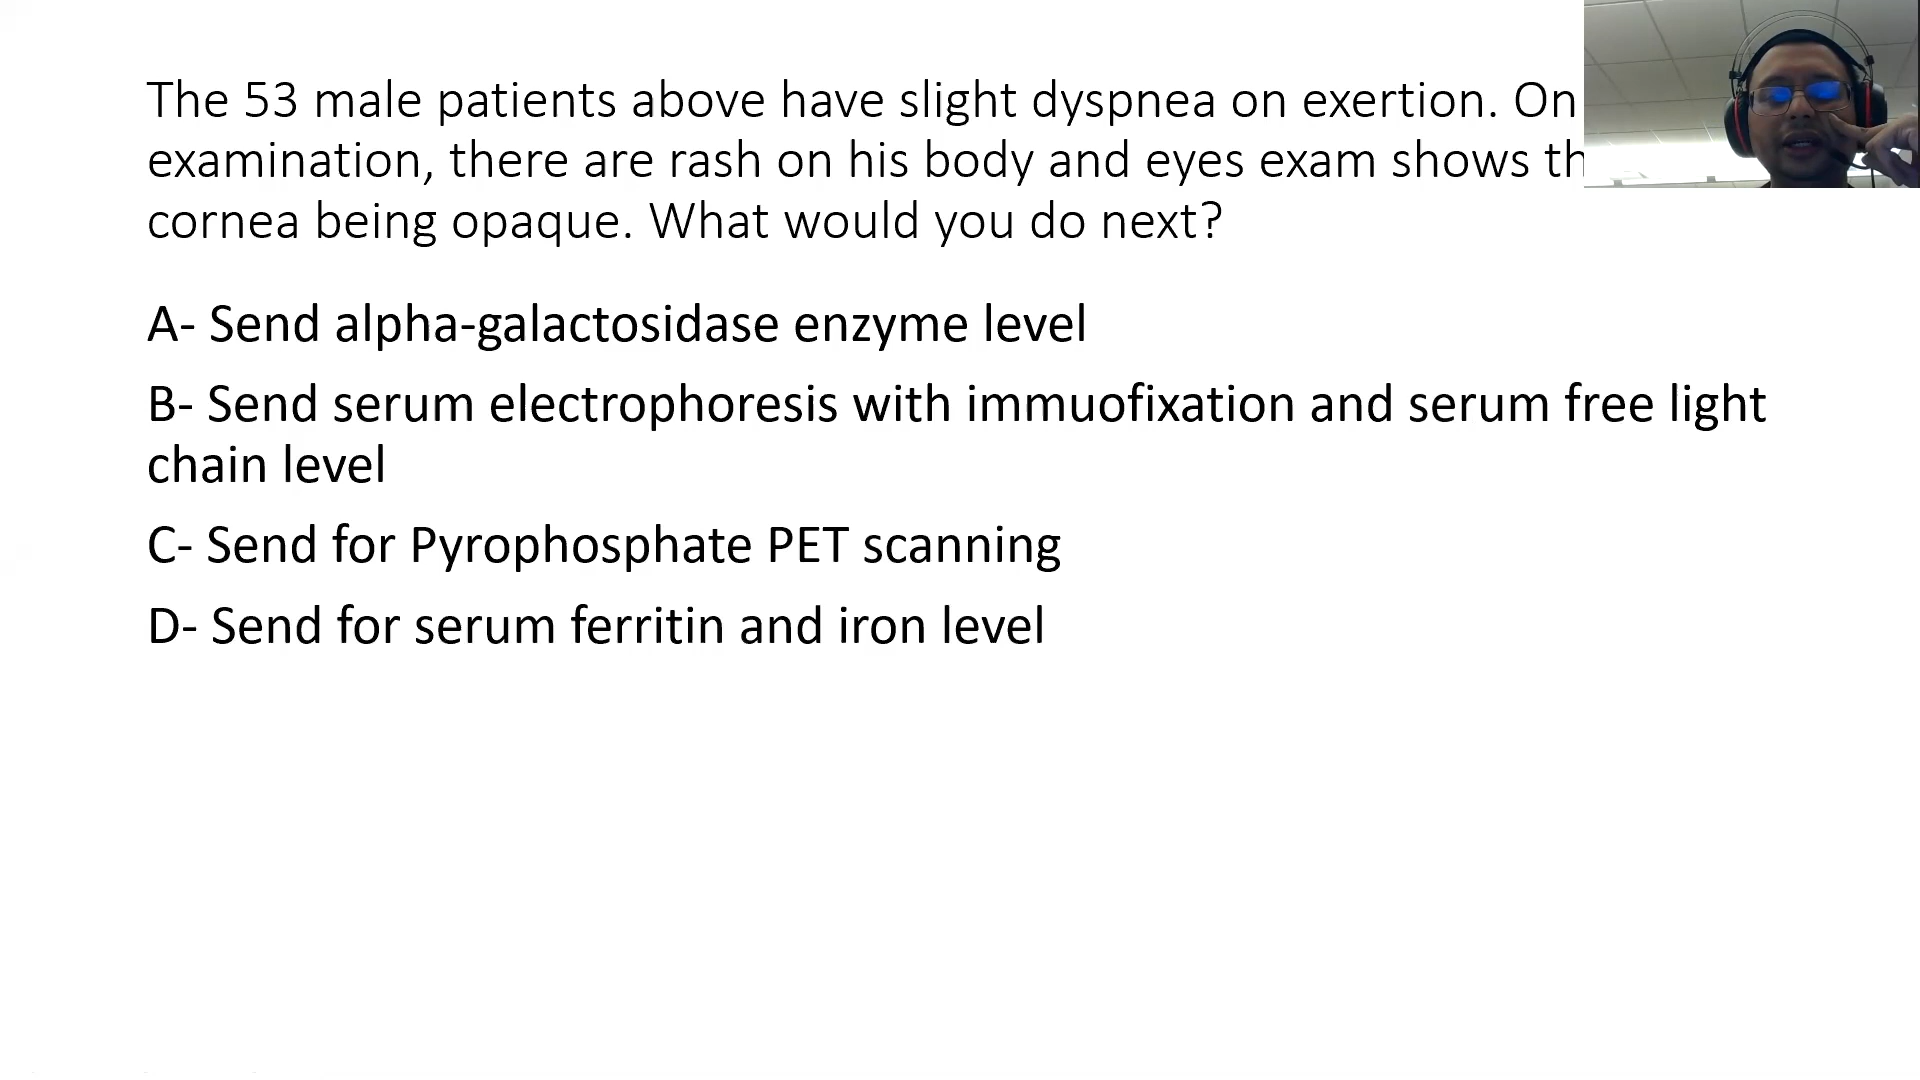 The 53 male patients above have slight dyspnea on exertion. On
examination, there are rash on his body and eyes exam shows
cornea being opaque. What would you do next?
A- Send alpha-galactosidase enzyme level
B- Send serum electrophoresis with immuofixation and serum free light
chain level
C- Send for Pyrophosphate PET scanning
D- Send for serum ferritin and iron level